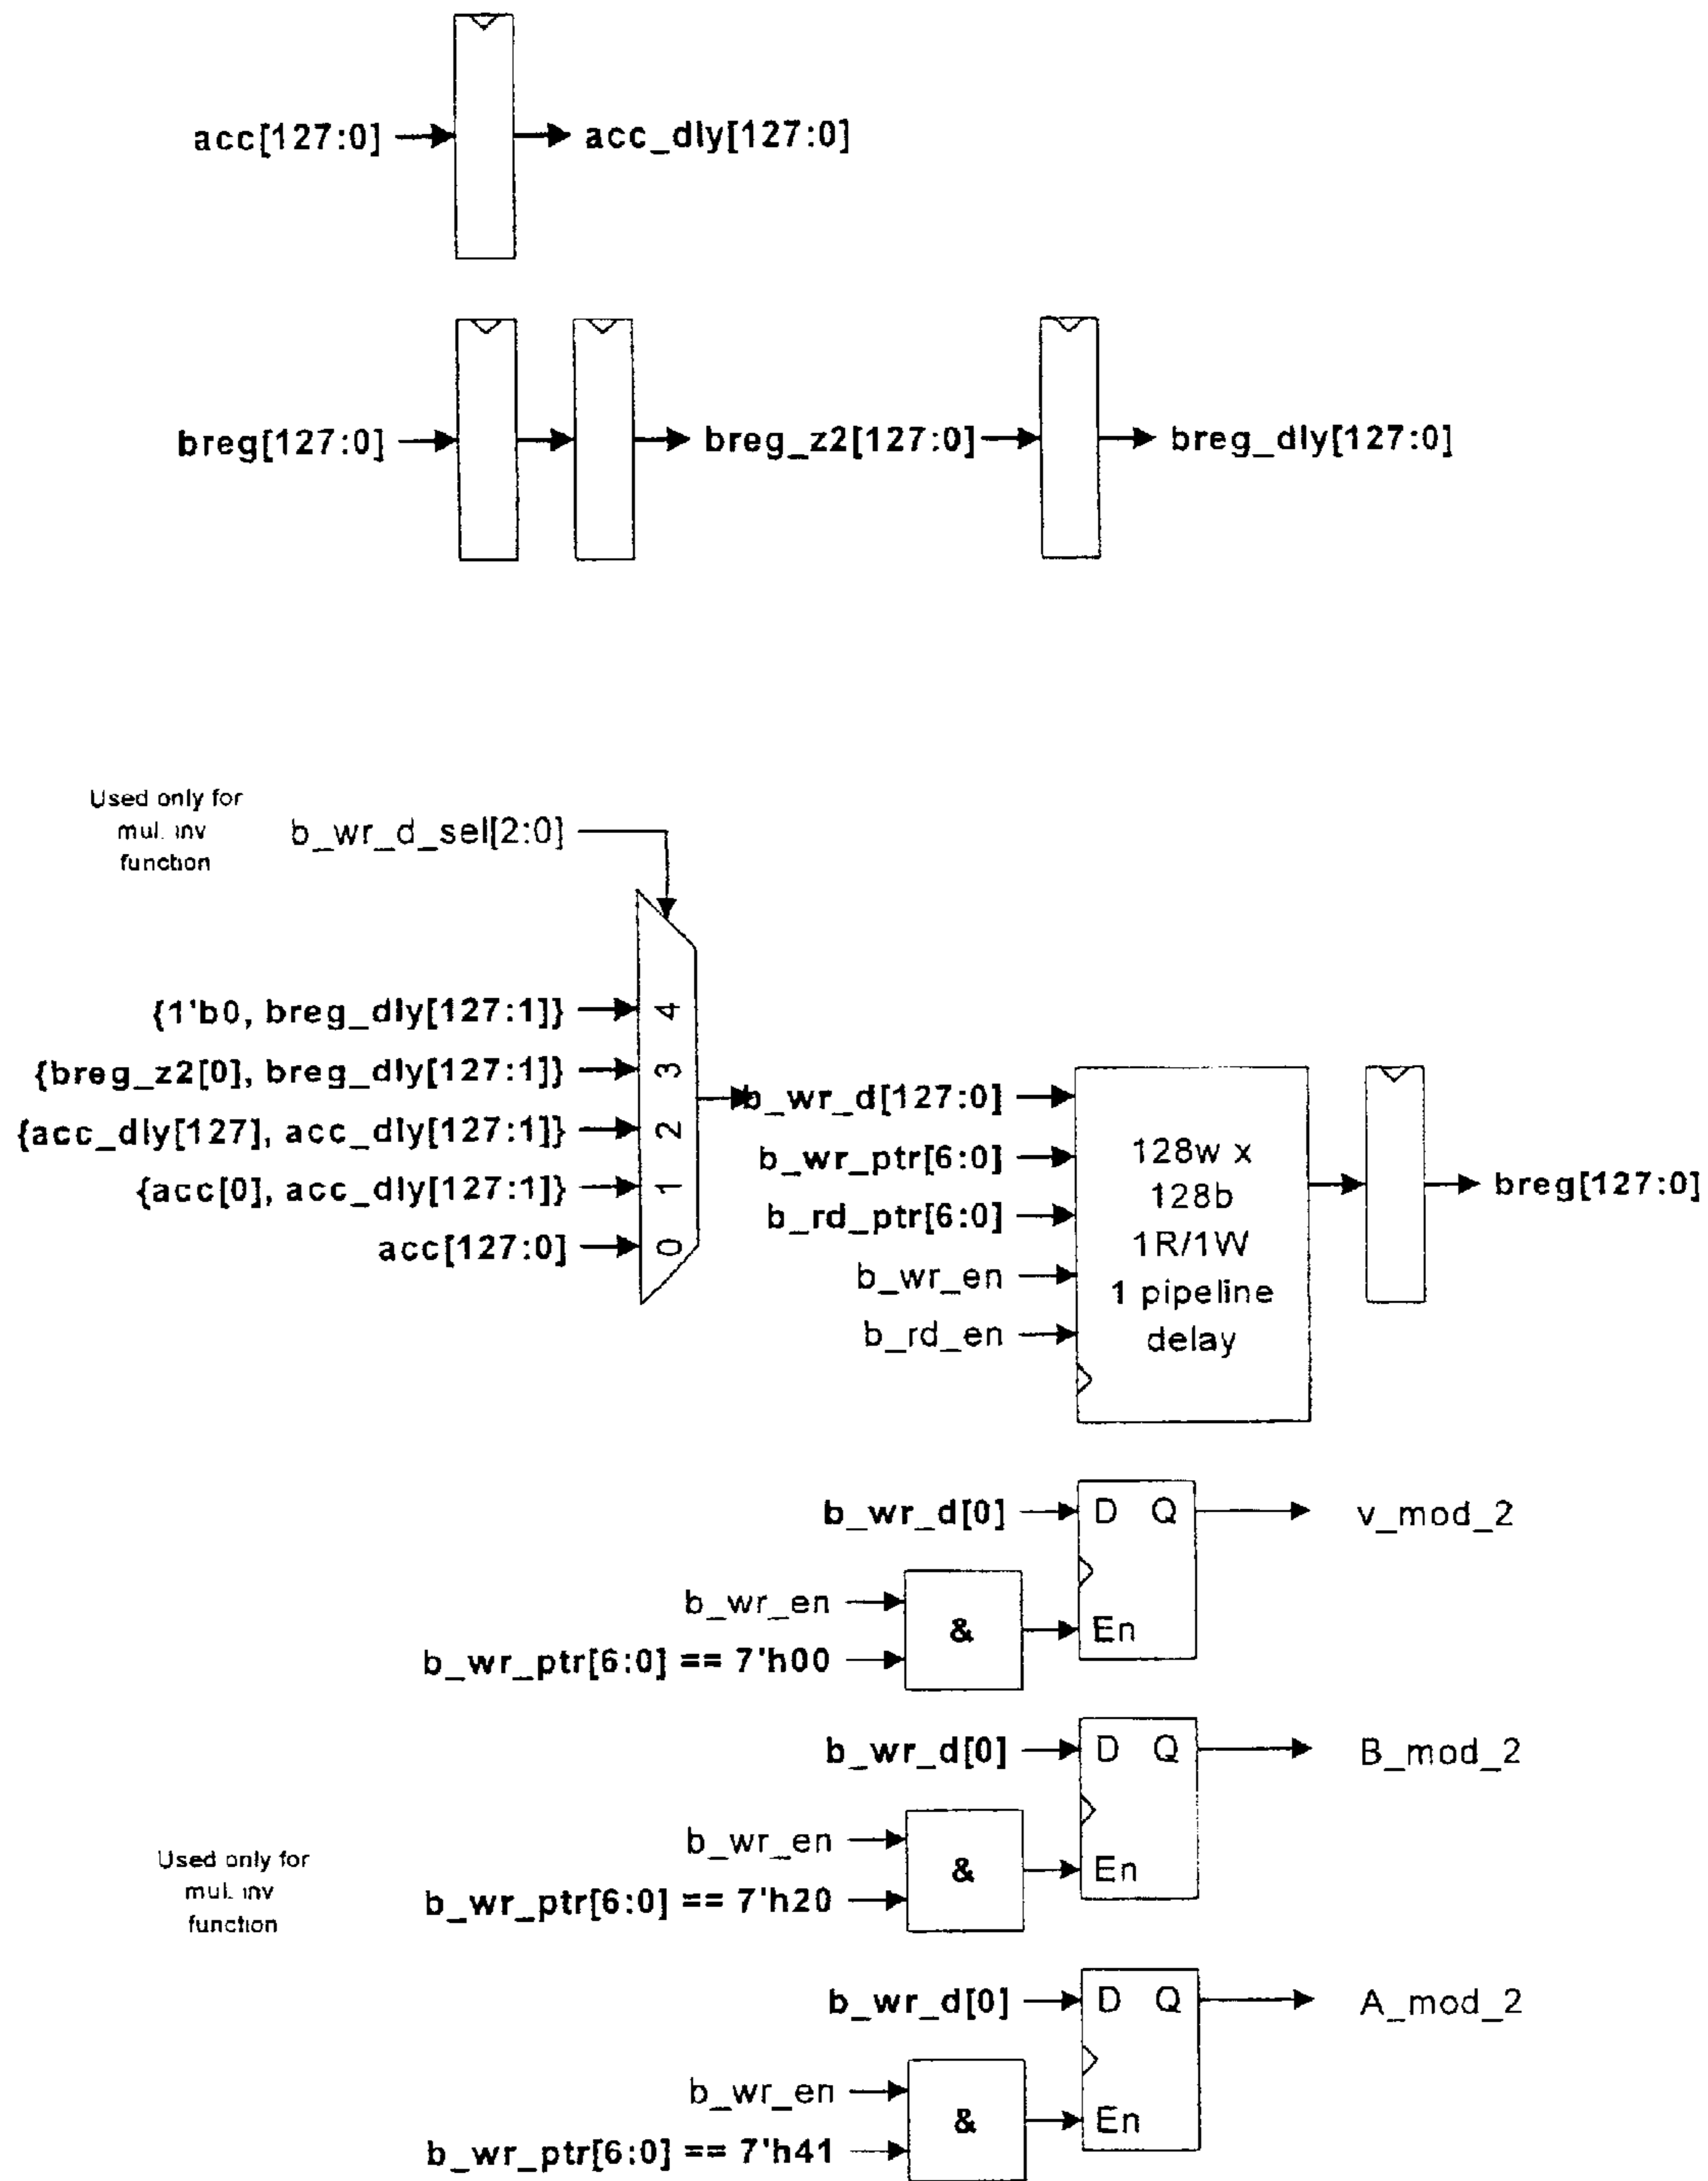 acc[127:0]
acc_dly[127:0]
breg[127:0]
breg_z2[127:0]
breg_dly[127:0]
Used only for
mul. inv
function
b_wr_d_sel[2:0]
{1'b0, breg_dly[127:1]}
4
{breg_z2[0], breg_dly[127:1]}
3
{acc_dly[127], acc_dly[127:1]}
2
{acc[0], acc_dly[127:1]}
1
acc[127:0]
0
b_wr_d[127:0]
b_wr_ptr[6:0]
b_rd_ptr[6:0]
b_wr_en
b_rd_en
128w x
128b
1R/1W
1 pipeline
delay
breg[127:0]
b_wr_d[0]
D Q
v_mod_2
b_wr_en
b_wr_ptr[6:0] == 7'h00
&
En
b_wr_d[0]
D Q
B_mod_2
b_wr_en
b_wr_ptr[6:0] == 7'h20
&
En
Used only for
mul. inv
function
b_wr_d[0]
D Q
A_mod_2
b_wr_en
b_wr_ptr[6:0] == 7'h41
&
En